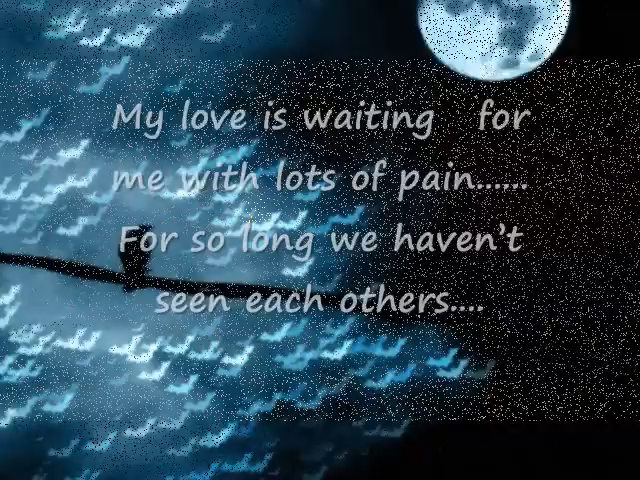 My love is waiting for
me with lots of pain......
For so long we haven't
seen each others....